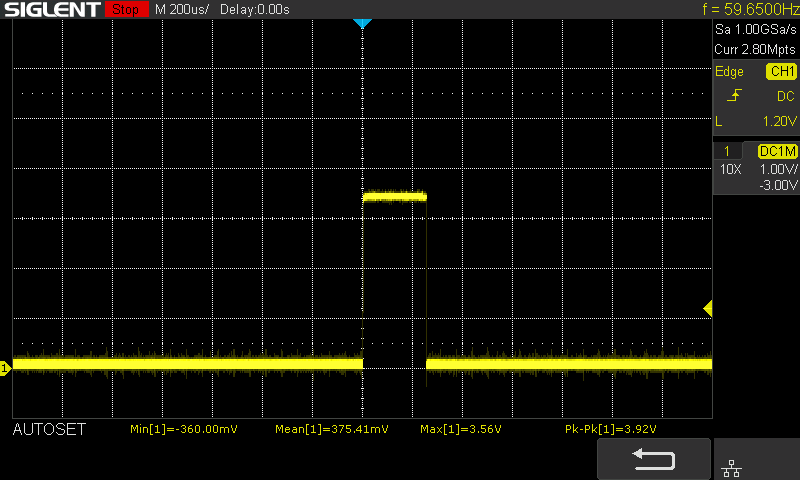 SIGLENT Stop M 200us/ Delay:0.00s f = 59.6500Hz
Sa 1.00GSa/s
Curr 2.80Mpts
Edge CH1
DC
L 1.20V
1 DC1M
10X 1.00V/
-3.00V
1
AUTOSET Min[1]=-360.00mV Mean[1]=375.41mV Max[1]=3.56V Pk-Pk[1]=3.92V